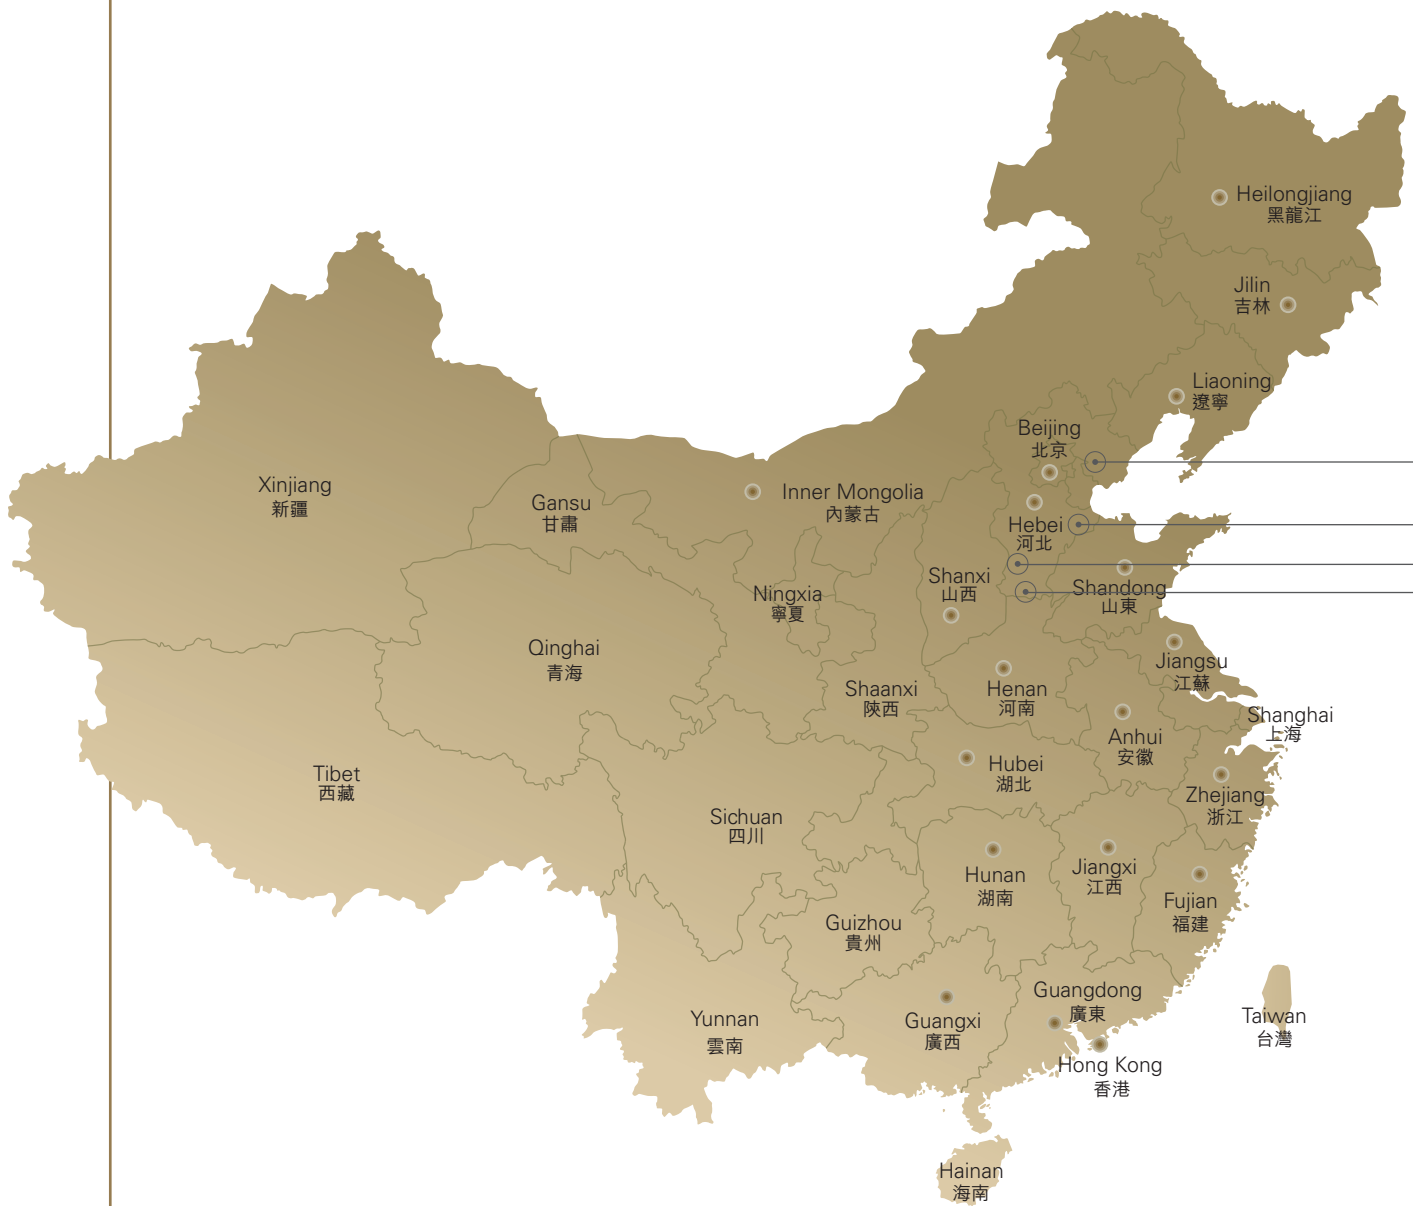 Heilongjiang
黑龍江
Jilin
吉林
Liaoning
遼寧
Beijing
北京
Xinjiang
新疆
Gansu
甘肅
Inner Mongolia
內蒙古
Hebei
河北
Shanxi
山西
Ningxia
寧夏
Shandong
山東
Qinghai
青海
Shaanxi
陝西
Henan
河南
Jiangsu
江蘇
Shanghai
上海
Anhui
安徽
Tibet
西藏
Hubei
湖北
Zhejiang
浙江
Sichuan
四川
Hunan
湖南
Jiangxi
江西
Fujian
福建
Guizhou
貴州
Yunnan
雲南
Guangxi
廣西
Guangdong
廣東
Taiwan
台灣
Hong Kong
香港
Hainan
海南